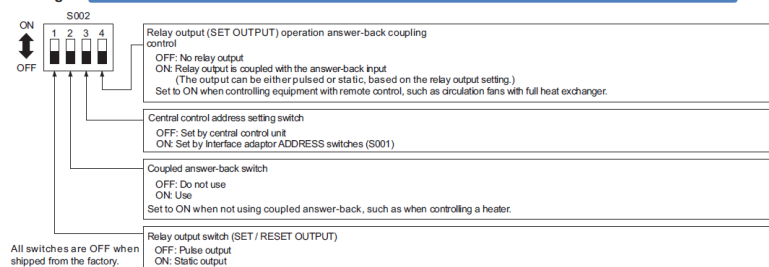 S002
ON
1 2 3 4
OFF
Relay output (SET OUTPUT) operation answer-back coupling
control
OFF: No relay output
ON: Relay output is coupled with the answer-back input
(The output can be either pulsed or static, based on the relay output setting.)
Set to ON when controlling equipment with remote control, such as circulation fans with full heat exchanger.
Central control address setting switch
OFF: Set by central control unit
ON: Set by Interface adaptor ADDRESS switches (S001)
Coupled answer-back switch
OFF: Do not use
ON: Use
Set to ON when not using coupled answer-back, such as when controlling a heater.
Relay output switch (SET / RESET OUTPUT)
OFF: Pulse output
ON: Static output
All switches are OFF when
shipped from the factory.